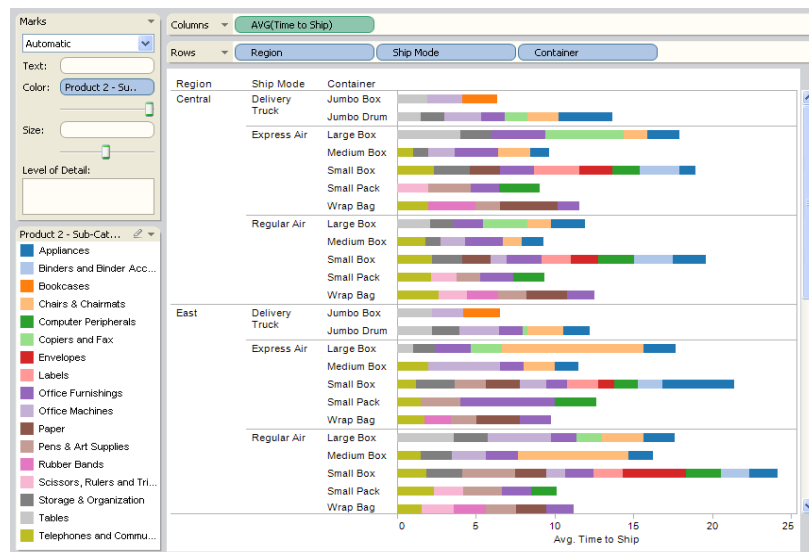 Marks
Automatic
Text:
Color: Product 2 - Su..
Size:
Level of Detail:
Product 2 - Sub-Cat...
Appliances
Binders and Binder Acc...
Bookcases
Chairs & Chairmats
Computer Peripherals
Copiers and Fax
Envelopes
Labels
Office Furnishings
Office Machines
Paper
Pens & Art Supplies
Rubber Bands
Scissors, Rulers and Tri...
Storage & Organization
Tables
Telephones and Commu...
Columns AVG(Time to Ship)
Rows Region Ship Mode Container
Region Ship Mode Container
Central Delivery Truck Jumbo Box
Jumbo Drum
Express Air Large Box
Medium Box
Small Box
Small Pack
Wrap Bag
Regular Air Large Box
Medium Box
Small Box
Small Pack
Wrap Bag
East Delivery Truck Jumbo Box
Jumbo Drum
Express Air Large Box
Medium Box
Small Box
Small Pack
Wrap Bag
Regular Air Large Box
Medium Box
Small Box
Small Pack
Wrap Bag
0 5 10 15 20 25
Avg. Time to Ship